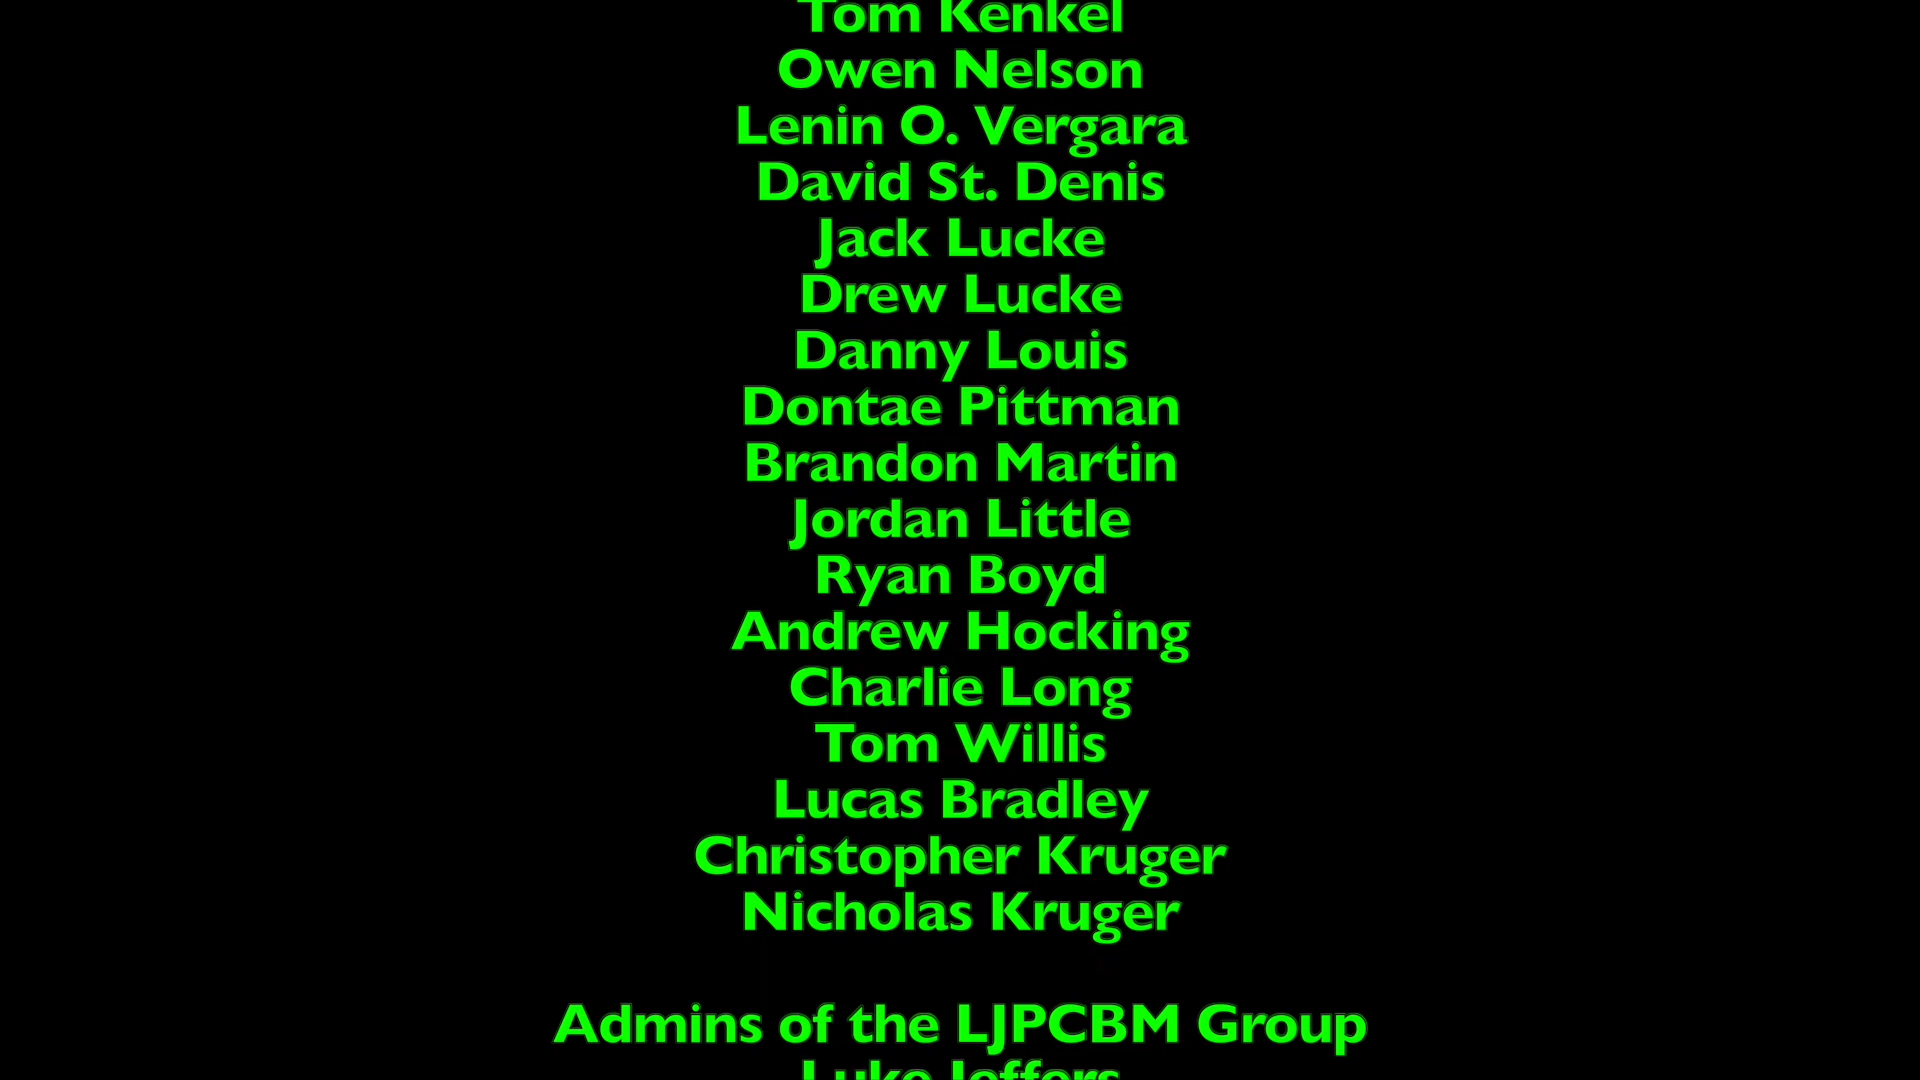 Tom Kenkel
Owen Nelson
Lenin O. Vergara
David St. Denis
Jack Lucke
Drew Lucke
Danny Louis
Dontae Pittman
Brandon Martin
Jordan Little
Ryan Boyd
Andrew Hocking
Charlie Long
Tom Willis
Lucas Bradley
Christopher Kruger
Nicholas Kruger
Admins of the LJPCBM Group
Luke Jeffers